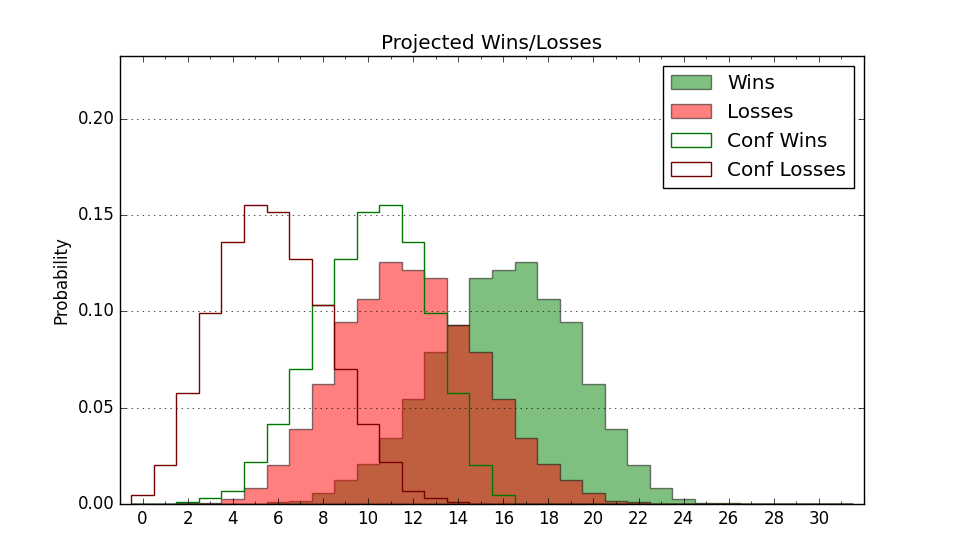 Projected Wins/Losses
Wins
Losses
Conf Wins
Conf Losses
Probability
0.20
0.15
0.10
0.05
0.00
0 2 4 6 8 10 12 14 16 18 20 22 24 26 28 30